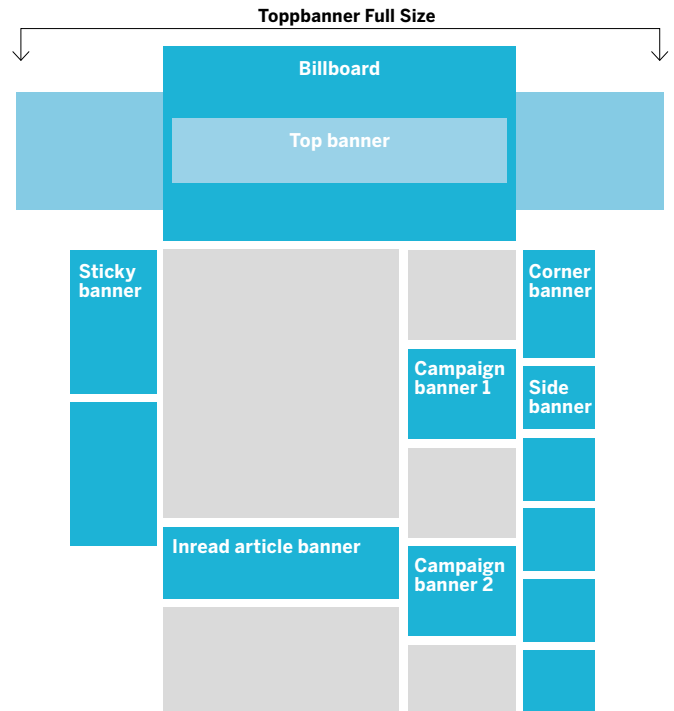 Toppbanner Full Size
Billboard
Top banner
Sticky
banner
Corner
banner
Campaign
banner 1
Side
banner
Inread article banner
Campaign
banner 2